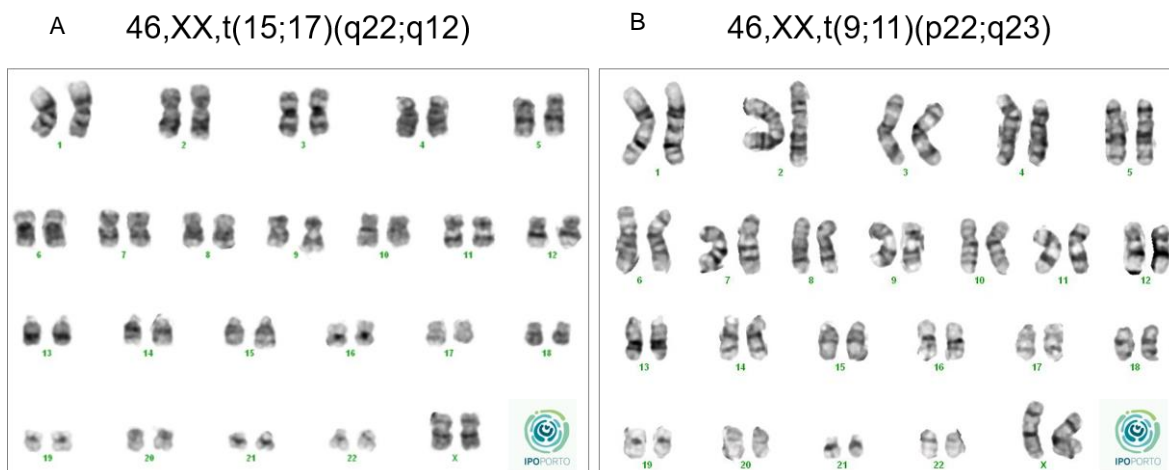 A 46,XX,t(15;17)(q22;q12)
1 2 3 4 5
6 7 8 9 10 11 12
13 14 15 16 17 18
19 20 21 22 X
IPOPORTO
B 46,XX,t(9;11)(p22;q23)
1 2 3 4 5
6 7 8 9 10 11 12
13 14 15 16 17 18
19 20 21 22 X
IPOPORTO